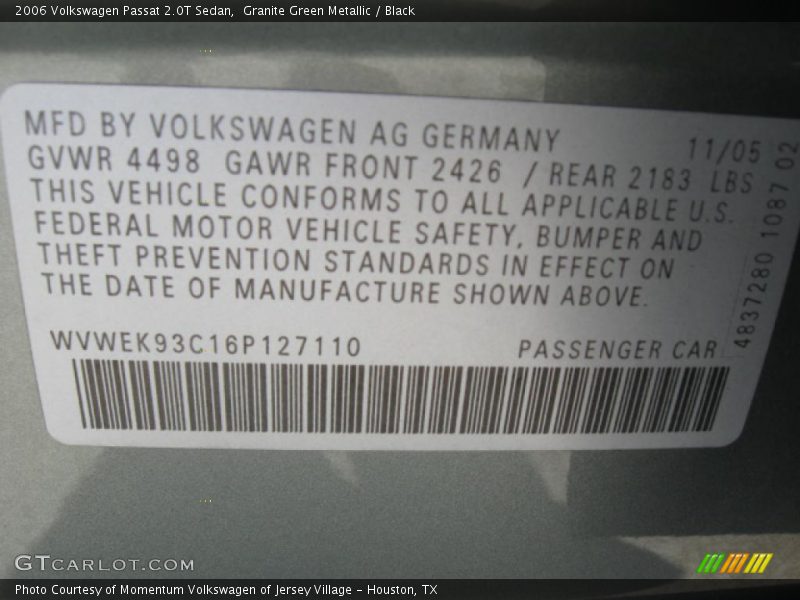 2006 Volkswagen Passat 2.0T Sedan,  Granite Green Metallic / Black
MFD BY VOLKSWAGEN AG GERMANY 11/05
GVWR 4498 GAWR FRONT 2426 / REAR 2183 LBS
THIS VEHICLE CONFORMS TO ALL APPLICABLE U.S.
FEDERAL MOTOR VEHICLE SAFETY, BUMPER AND
THEFT PREVENTION STANDARDS IN EFFECT ON
THE DATE OF MANUFACTURE SHOWN ABOVE.
WVWEK93C16P127110 PASSENGER CAR
4837280 1087 02
GTCARLOT.COM
Photo Courtesy of Momentum Volkswagen of Jersey Village – Houston, TX